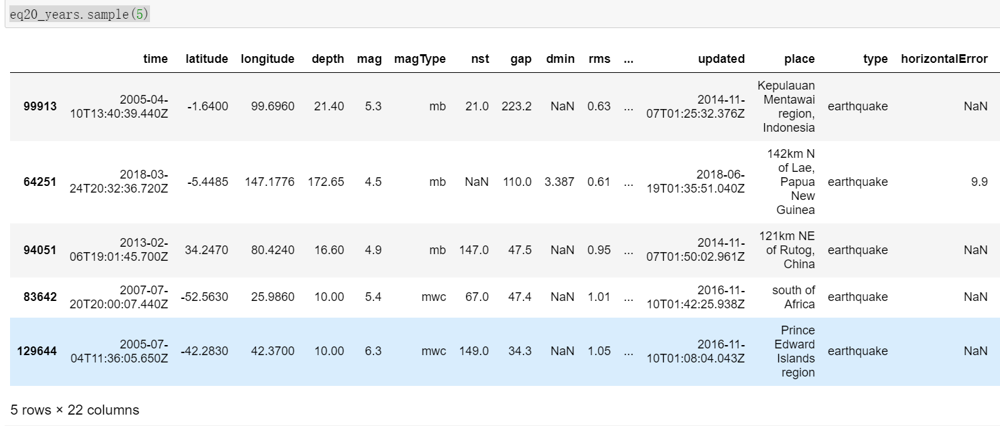 eq20_years.sample(5)
time latitude longitude depth mag magType nst gap dmin rms ... updated place type horizontalError
99913 2005-04-10T13:40:39.440Z -1.6400 99.6960 21.40 5.3 mb 21.0 223.2 NaN 0.63 ... 2014-11-07T01:25:32.376Z Kepulauan Mentawai region, Indonesia earthquake NaN
64251 2018-03-24T20:32:36.720Z -5.4485 147.1776 172.65 4.5 mb NaN 110.0 3.387 0.61 ... 2018-06-19T01:35:51.040Z 142km N of Lae, Papua New Guinea earthquake 9.9
94051 2013-02-06T19:01:45.700Z 34.2470 80.4240 16.60 4.9 mb 147.0 47.5 NaN 0.95 ... 2014-11-07T01:50:02.961Z 121km NE of Rutog, China earthquake NaN
83642 2007-07-20T20:00:07.440Z -52.5630 25.9860 10.00 5.4 mwc 67.0 47.4 NaN 1.01 ... 2016-11-10T01:42:25.938Z south of Africa earthquake NaN
129644 2005-07-04T11:36:05.650Z -42.2830 42.3700 10.00 6.3 mwc 149.0 34.3 NaN 1.05 ... 2016-11-10T01:08:04.043Z Prince Edward Islands region earthquake NaN
5 rows × 22 columns